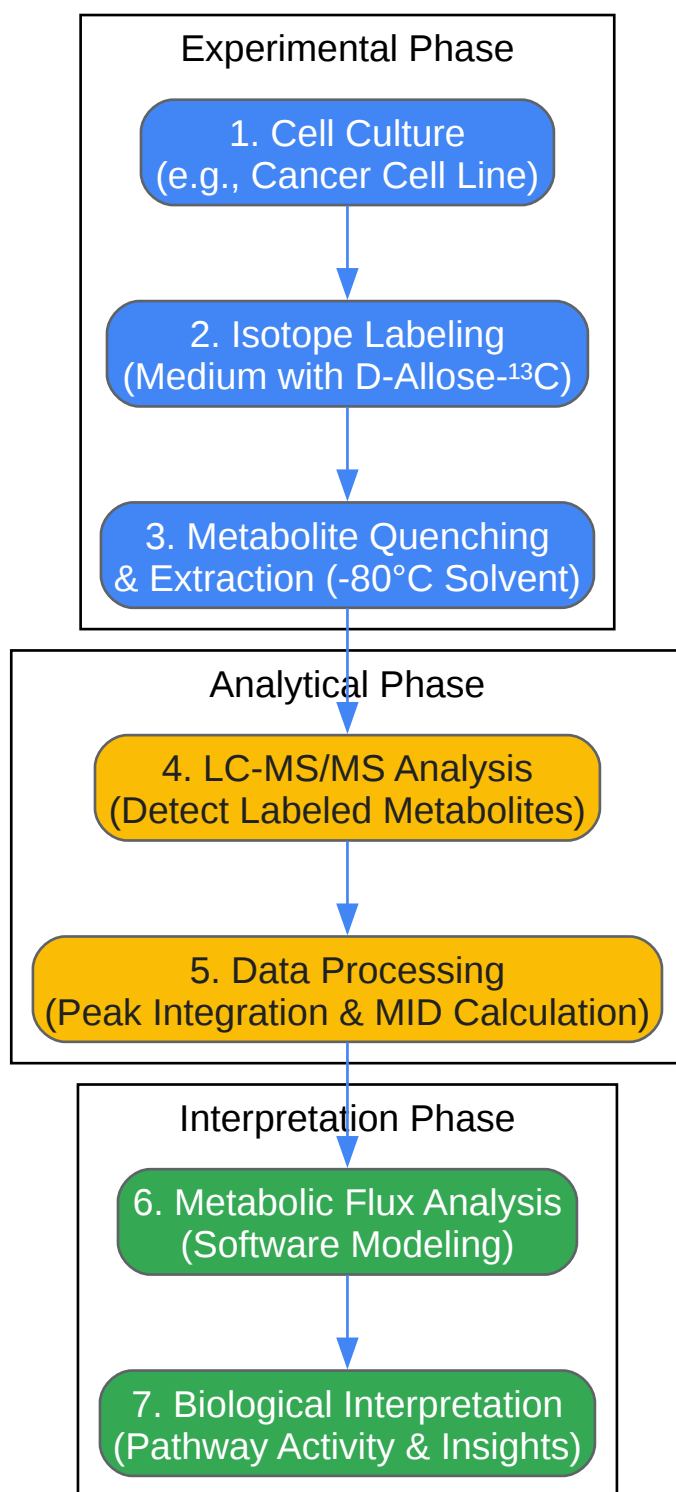 Experimental Phase
1. Cell Culture
(e.g., Cancer Cell Line)
2. Isotope Labeling
(Medium with D-Allose-¹³C)
3. Metabolite Quenching
& Extraction (-80°C Solvent)
Analytical Phase
4. LC-MS/MS Analysis
(Detect Labeled Metabolites)
5. Data Processing
(Peak Integration & MID Calculation)
Interpretation Phase
6. Metabolic Flux Analysis
(Software Modeling)
7. Biological Interpretation
(Pathway Activity & Insights)